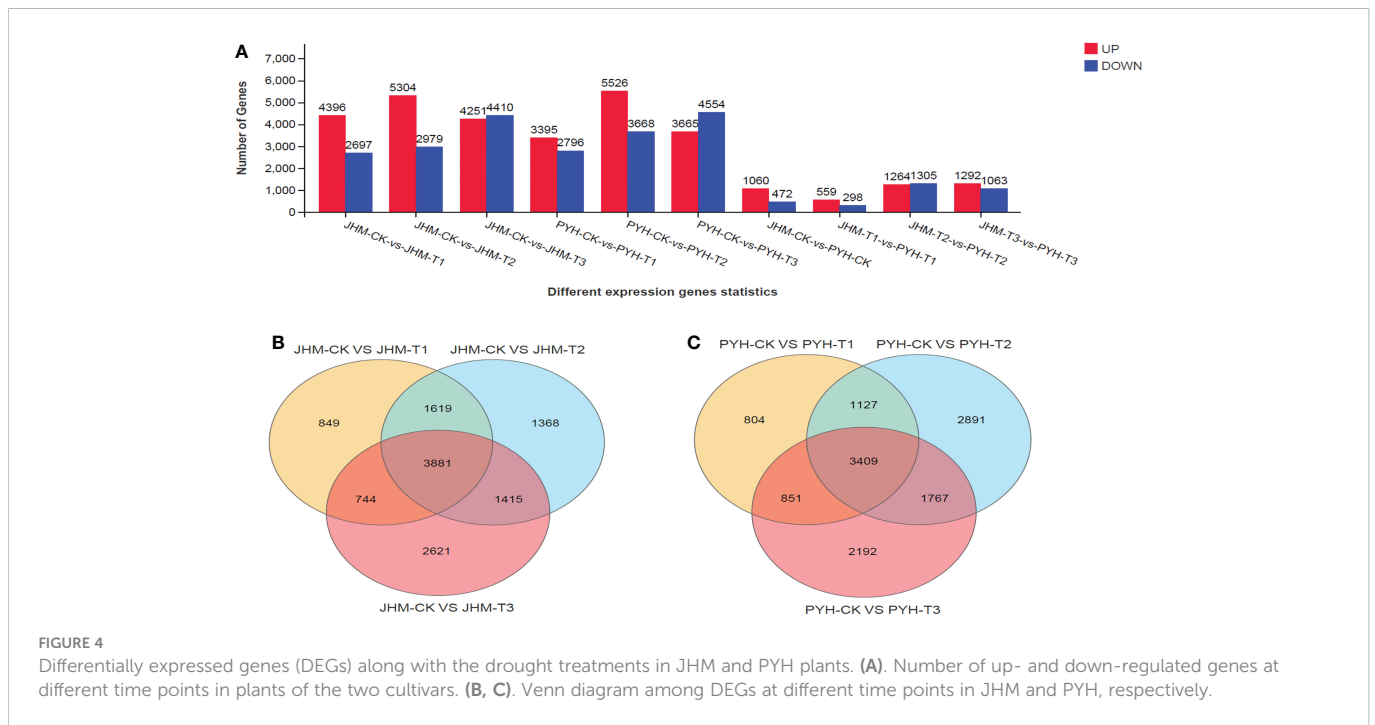 A
UP
DOWN
Number of Genes
7,000
6,000
5,000
4,000
3,000
2,000
1,000
0
4396
2697
5304
2979
4251
4410
3395
2796
5526
3668
3665
4554
1060
472
559
298
1264
1305
1292
1063
JHM-CK-vs-JHM-T1
JHM-CK-vs-JHM-T2
JHM-CK-vs-JHM-T3
PYH-CK-vs-PYH-T1
PYH-CK-vs-PYH-T2
PYH-CK-vs-PYH-T3
JHM-CK-vs-PYH-CK
JHM-T1-vs-PYH-T1
JHM-T2-vs-PYH-T2
JHM-T3-vs-PYH-T3
Different expression genes statistics
B
JHM-CK VS JHM-T1
JHM-CK VS JHM-T2
849
1619
1368
3881
744
1415
2621
JHM-CK VS JHM-T3
C
PYH-CK VS PYH-T1
PYH-CK VS PYH-T2
804
1127
2891
3409
851
1767
2192
PYH-CK VS PYH-T3
FIGURE 4
Differentially expressed genes (DEGs) along with the drought treatments in JHM and PYH plants. (A). Number of up- and down-regulated genes at
different time points in plants of the two cultivars. (B, C). Venn diagram among DEGs at different time points in JHM and PYH, respectively.